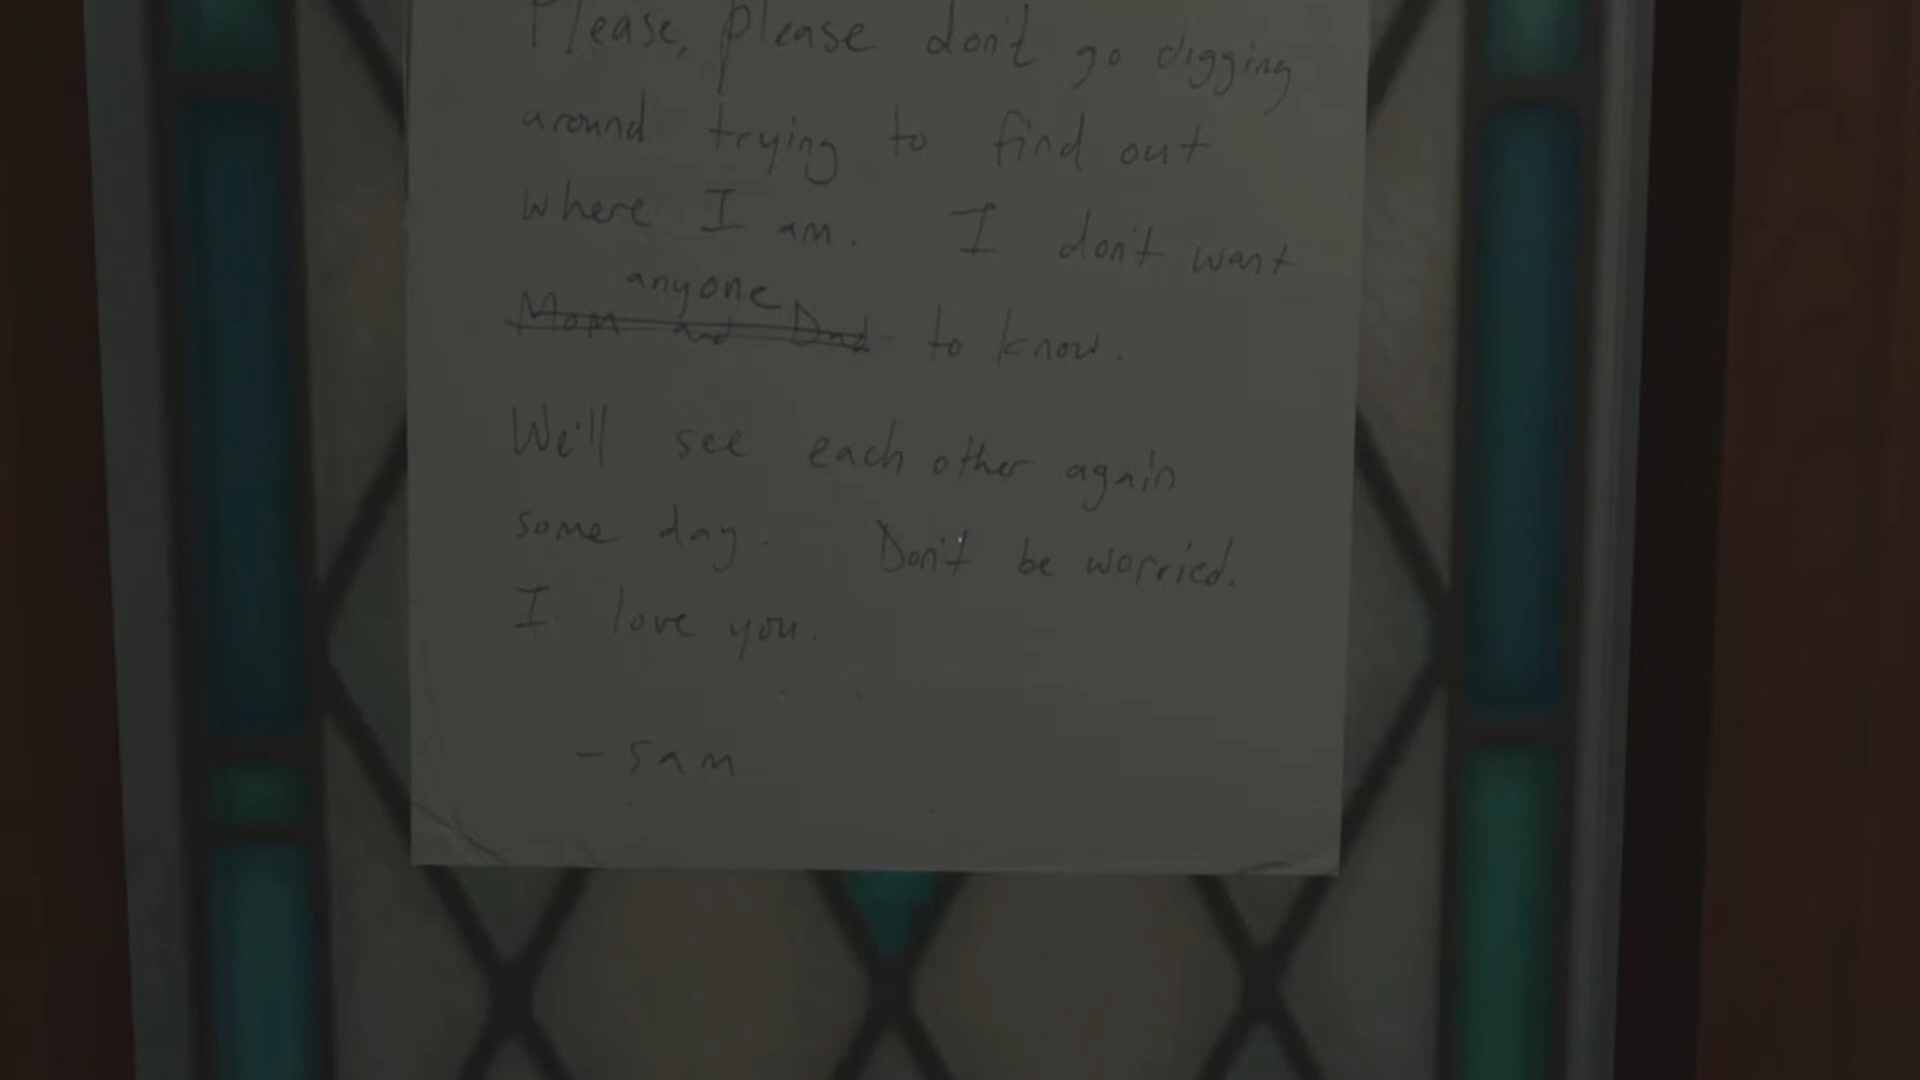 Please, please don't go digging
around trying to find out
where I am. I don't want
anyone
Mom and Dad to know.
We'll see each other again
some day. Don't be worried.
I love you.
- Sam